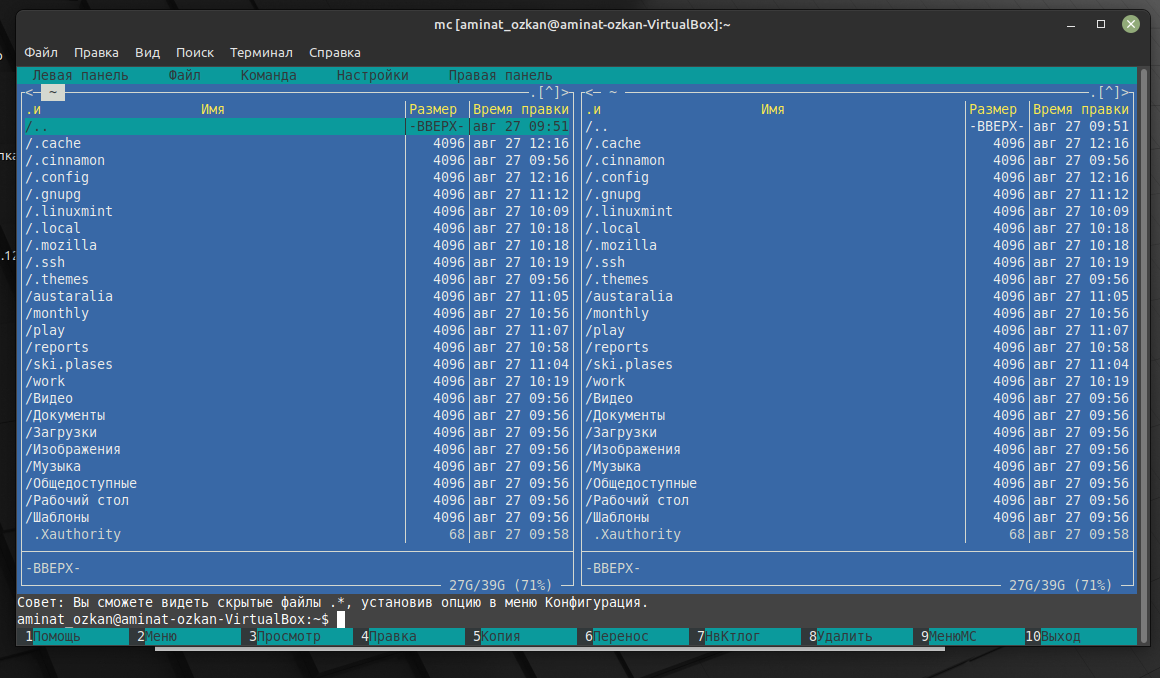 mc [aminat_ozkan@aminat-ozkan-VirtualBox]:~
Файл Правка Вид Поиск Терминал Справка
Левая панель Файл Команда Настройки Правая панель
<─ ~ .[^]> <─ ~ .[^]>
.и Имя Размер Время правки .и Имя Размер Время правки
/.. -ВВЕРХ- авг 27 09:51 /.. -ВВЕРХ- авг 27 09:51
/.cache 4096 авг 27 12:16 /.cache 4096 авг 27 12:16
/.cinnamon 4096 авг 27 09:56 /.cinnamon 4096 авг 27 09:56
/.config 4096 авг 27 12:16 /.config 4096 авг 27 12:16
/.gnupg 4096 авг 27 11:12 /.gnupg 4096 авг 27 11:12
/.linuxmint 4096 авг 27 10:09 /.linuxmint 4096 авг 27 10:09
/.local 4096 авг 27 10:18 /.local 4096 авг 27 10:18
/.mozilla 4096 авг 27 10:18 /.mozilla 4096 авг 27 10:18
/.ssh 4096 авг 27 10:19 /.ssh 4096 авг 27 10:19
/.themes 4096 авг 27 09:56 /.themes 4096 авг 27 09:56
/austaralia 4096 авг 27 11:05 /austaralia 4096 авг 27 11:05
/monthly 4096 авг 27 10:56 /monthly 4096 авг 27 10:56
/play 4096 авг 27 11:07 /play 4096 авг 27 11:07
/reports 4096 авг 27 10:58 /reports 4096 авг 27 10:58
/ski.plases 4096 авг 27 11:04 /ski.plases 4096 авг 27 11:04
/work 4096 авг 27 10:19 /work 4096 авг 27 10:19
/Видео 4096 авг 27 09:56 /Видео 4096 авг 27 09:56
/Документы 4096 авг 27 09:56 /Документы 4096 авг 27 09:56
/Загрузки 4096 авг 27 09:56 /Загрузки 4096 авг 27 09:56
/Изображения 4096 авг 27 09:56 /Изображения 4096 авг 27 09:56
/Музыка 4096 авг 27 09:56 /Музыка 4096 авг 27 09:56
/Общедоступные 4096 авг 27 09:56 /Общедоступные 4096 авг 27 09:56
/Рабочий стол 4096 авг 27 09:56 /Рабочий стол 4096 авг 27 09:56
/Шаблоны 4096 авг 27 09:56 /Шаблоны 4096 авг 27 09:56
.Xauthority 68 авг 27 09:58 .Xauthority 68 авг 27 09:58
-ВВЕРХ- -ВВЕРХ-
27G/39G (71%) 27G/39G (71%)
Совет: Вы сможете видеть скрытые файлы .*, установив опцию в меню Конфигурация.
aminat_ozkan@aminat-ozkan-VirtualBox:~$
1Помощь 2Меню 3Просмотр 4Правка 5Копия 6Перенос 7НвКтлог 8Удалить 9МенюMC 10Выход